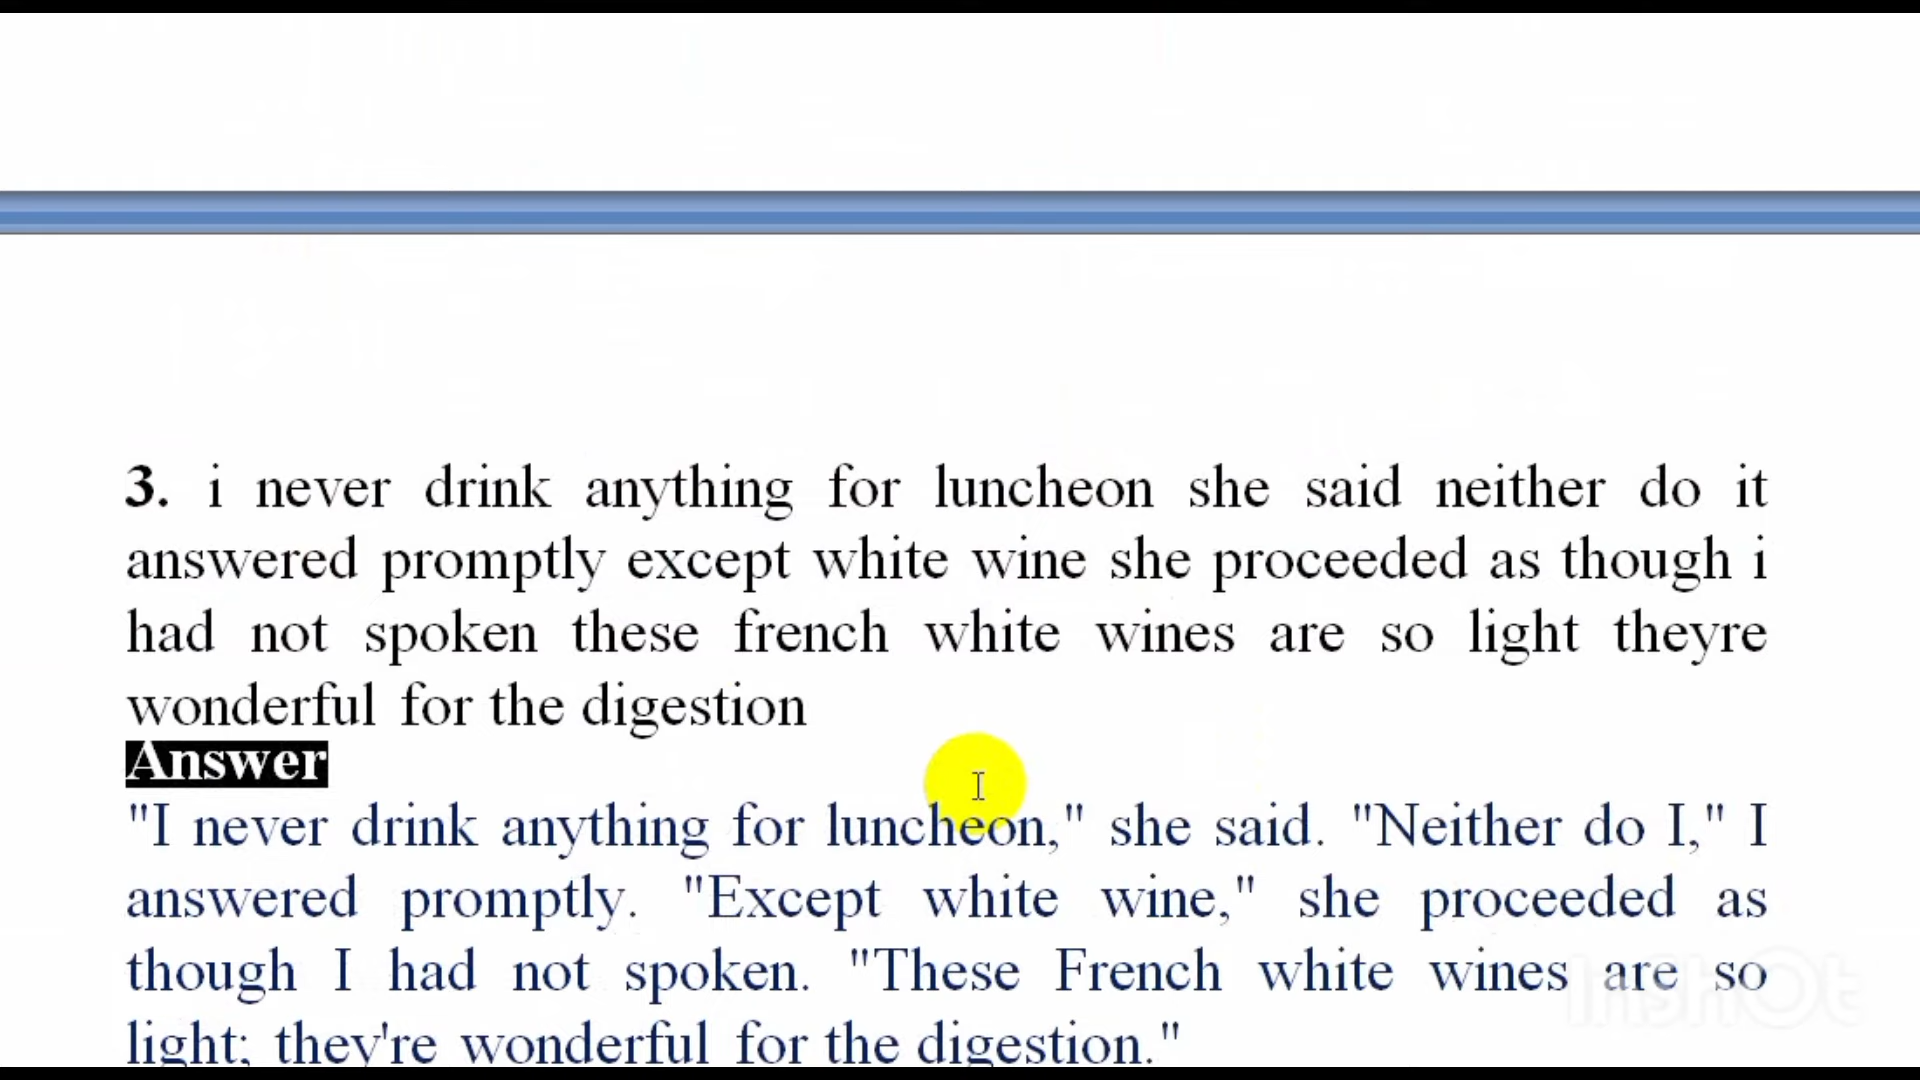 3. i never drink anything for luncheon she said neither do it
answered promptly except white wine she proceeded as though i
had not spoken these french white wines are so light theyre
wonderful for the digestion
Answer
"I never drink anything for luncheon," she said. "Neither do I," I
answered promptly. "Except white wine," she proceeded as
though I had not spoken. "These French white wines are so
light; they're wonderful for the digestion."
InShOt